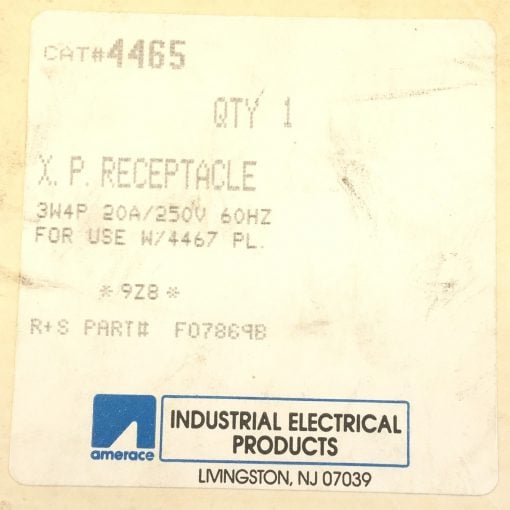 CAT#4465
QTY 1
X. P. RECEPTACLE
3W4P 20A/250V 60HZ
FOR USE W/4467 PL.
*9Z8*
R+S PART# F07869B
amerace
INDUSTRIAL ELECTRICAL
PRODUCTS
LIVINGSTON, NJ 07039